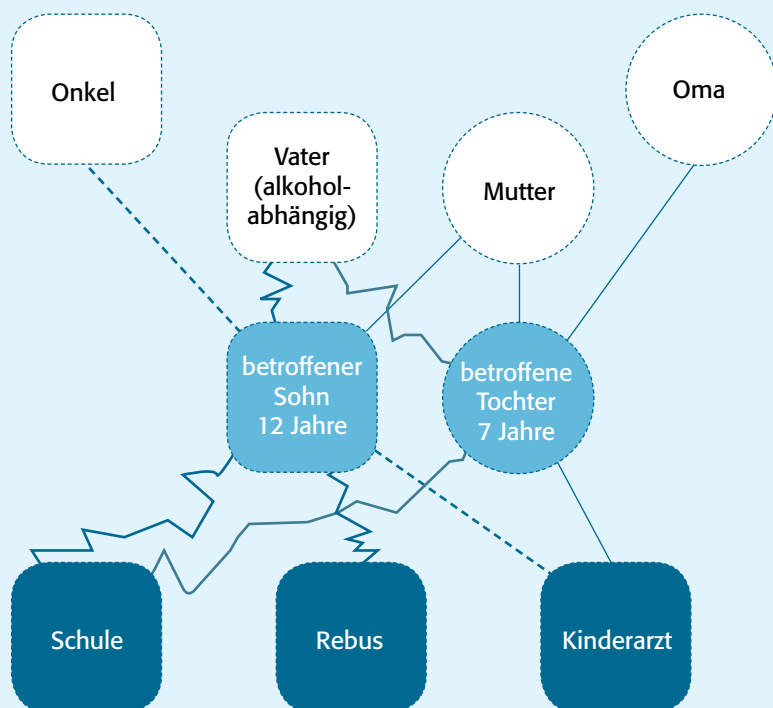 Onkel
Oma
Vater
(alkohol-
abhängig)
Mutter
betroffener
Sohn
12 Jahre
betroffene
Tochter
7 Jahre
Schule
Rebus
Kinderarzt